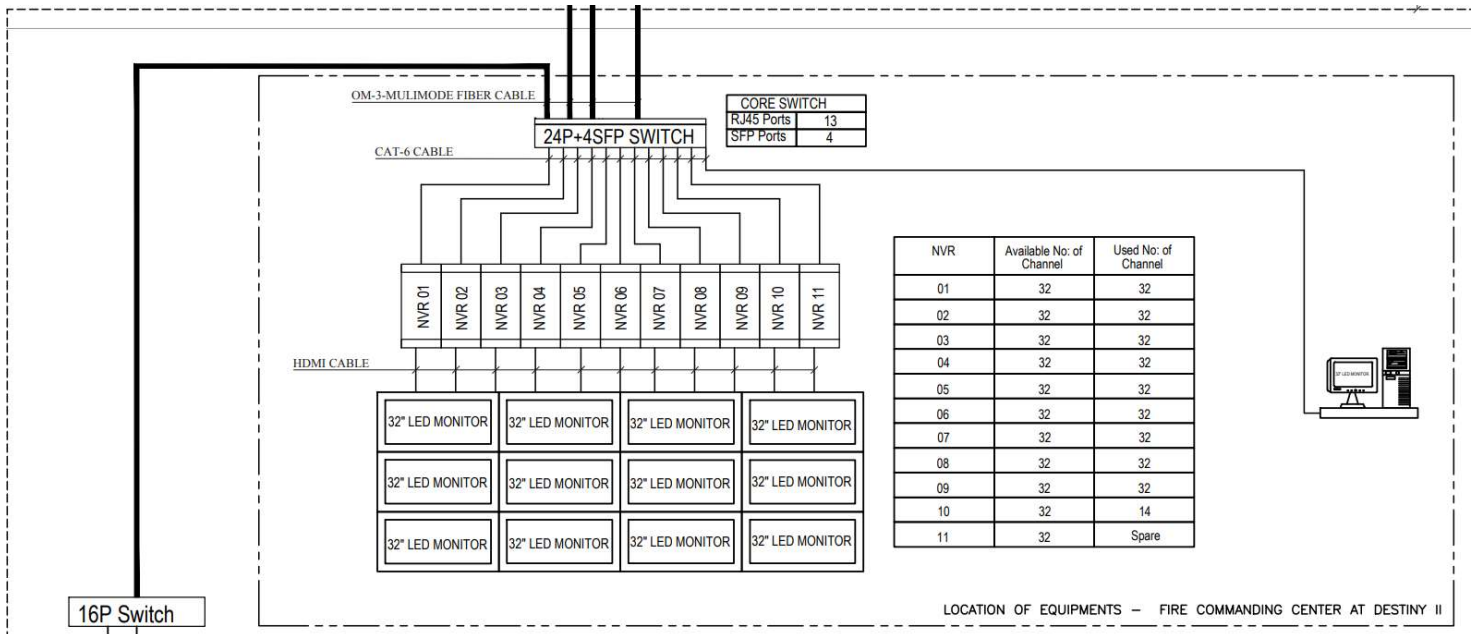 OM-3-MULIMODE FIBER CABLE
CORE SWITCH
RJ45 Ports 13
SFP Ports 4
24P+4SFP SWITCH
CAT-6 CABLE
NVR 01
NVR 02
NVR 03
NVR 04
NVR 05
NVR 06
NVR 07
NVR 08
NVR 09
NVR 10
NVR 11
HDMI CABLE
32" LED MONITOR 32" LED MONITOR 32" LED MONITOR 32" LED MONITOR
32" LED MONITOR 32" LED MONITOR 32" LED MONITOR 32" LED MONITOR
32" LED MONITOR 32" LED MONITOR 32" LED MONITOR 32" LED MONITOR
NVR Available No: of Channel Used No: of Channel
01 32 32
02 32 32
03 32 32
04 32 32
05 32 32
06 32 32
07 32 32
08 32 32
09 32 32
10 32 14
11 32 Spare
32" LED MONITOR
16P Switch
LOCATION OF EQUIPMENTS – FIRE COMMANDING CENTER AT DESTINY II